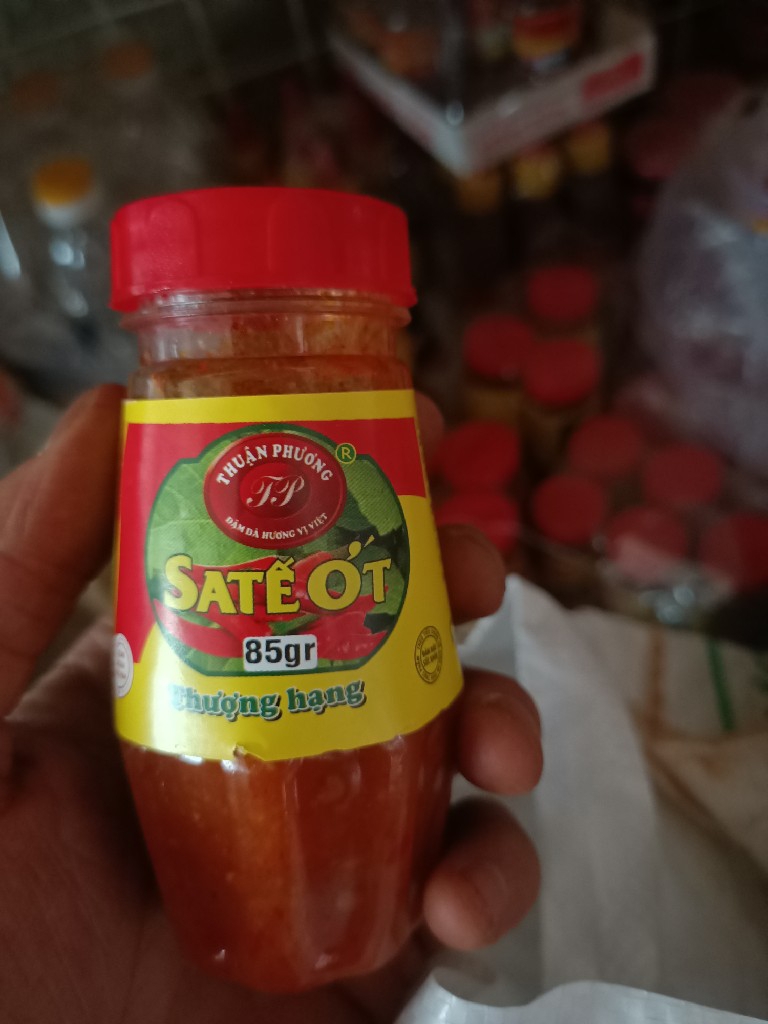 THUẬN PHƯƠNG
®
TP
ĐẬM ĐÀ HƯƠNG VỊ VIỆT
SATẾ ỚT
85gr
Thượng hạng